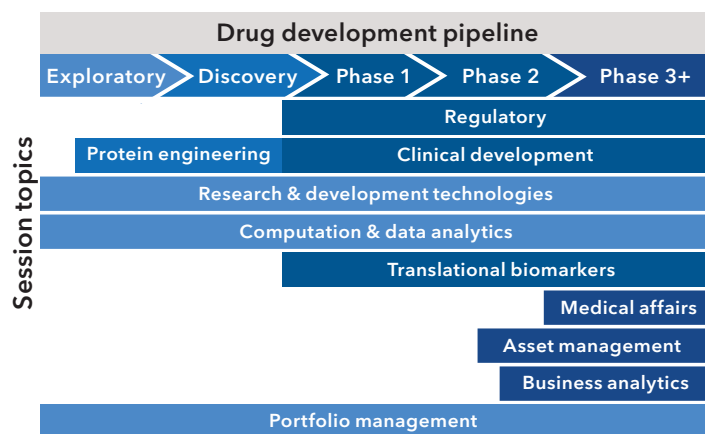 Drug development pipeline
Exploratory Discovery Phase 1 Phase 2 Phase 3+
Session topics
Regulatory
Protein engineering Clinical development
Research & development technologies
Computation & data analytics
Translational biomarkers
Medical affairs
Asset management
Business analytics
Portfolio management